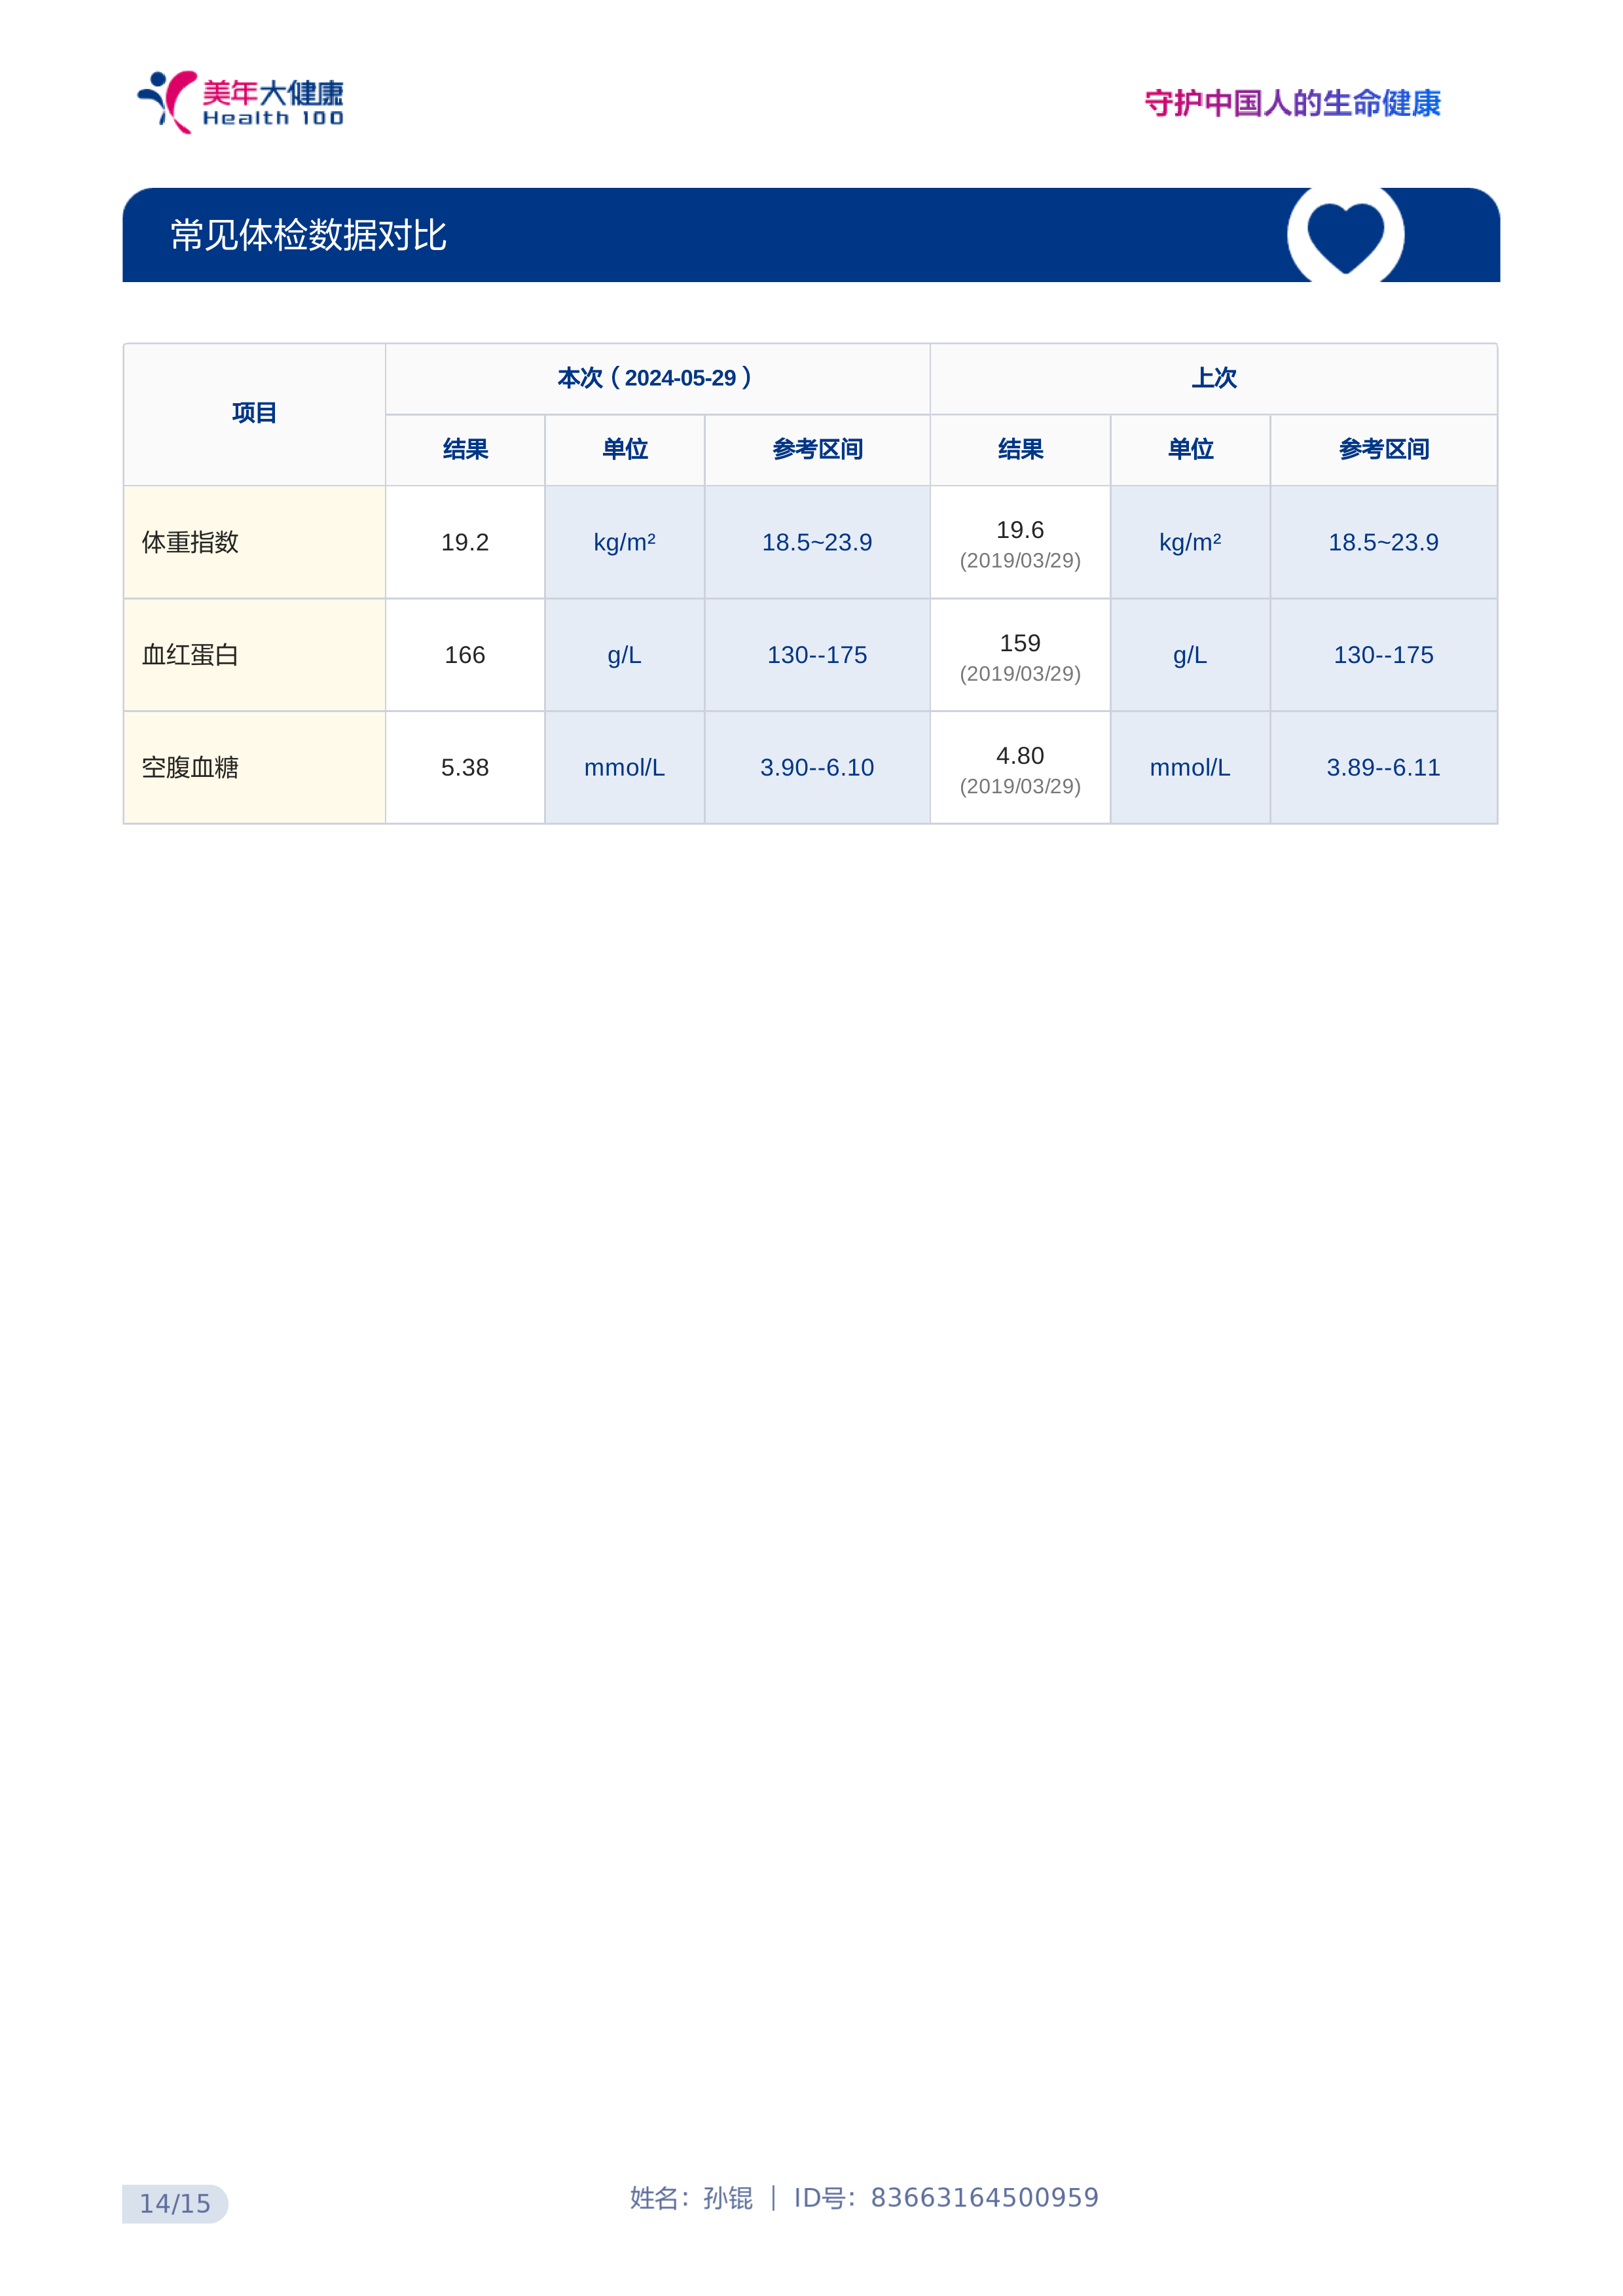 美年大健康
Health 100
守护中国人的生命健康
常见体检数据对比
项目 本次（2024-05-29） 上次
结果 单位 参考区间 结果 单位 参考区间
体重指数 19.2 kg/m² 18.5~23.9 19.6 (2019/03/29) kg/m² 18.5~23.9
血红蛋白 166 g/L 130--175 159 (2019/03/29) g/L 130--175
空腹血糖 5.38 mmol/L 3.90--6.10 4.80 (2019/03/29) mmol/L 3.89--6.11
14/15
姓名：孙锟 | ID号：83663164500959